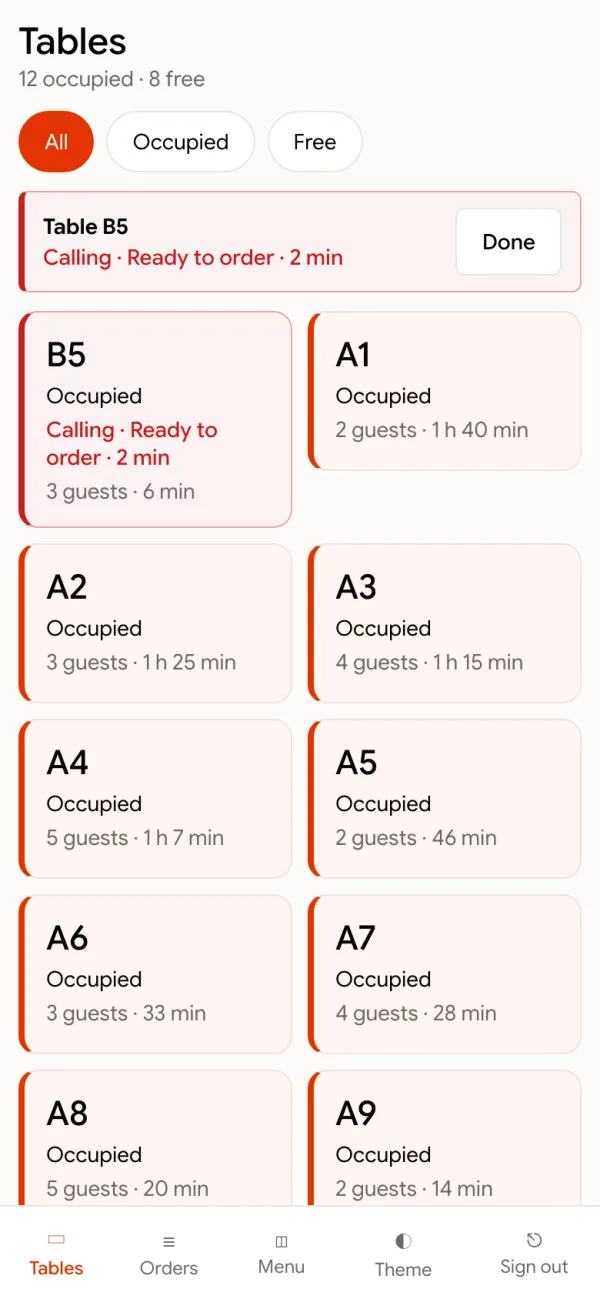 Tables
12 occupied · 8 free
All
Occupied
Free
Table B5
Calling · Ready to order · 2 min
Done
B5
Occupied
Calling · Ready to
order · 2 min
3 guests · 6 min
A1
Occupied
2 guests · 1 h 40 min
A2
Occupied
3 guests · 1 h 25 min
A3
Occupied
4 guests · 1 h 15 min
A4
Occupied
5 guests · 1 h 7 min
A5
Occupied
2 guests · 46 min
A6
Occupied
3 guests · 33 min
A7
Occupied
4 guests · 28 min
A8
Occupied
5 guests · 20 min
A9
Occupied
2 guests · 14 min
Tables
Orders
Menu
Theme
Sign out